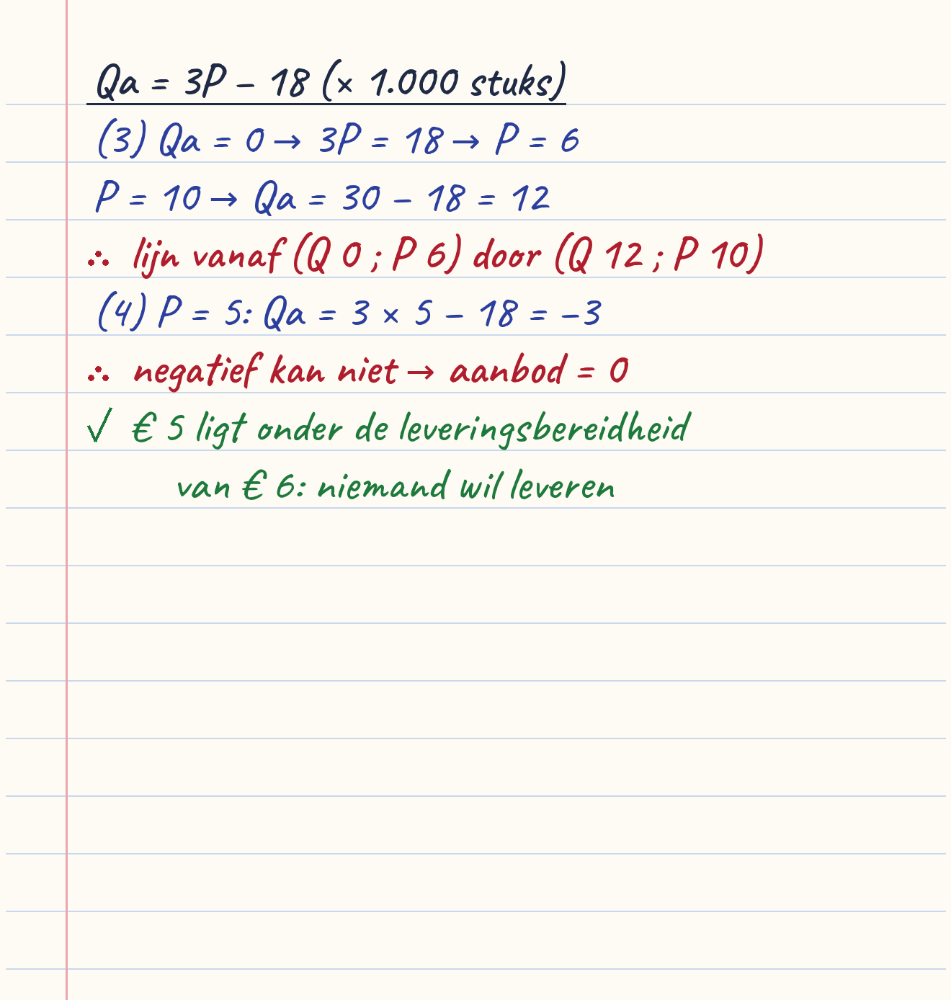 Qa = 3P – 18 (× 1.000 stuks)
(3) Qa = 0 → 3P = 18 → P = 6
P = 10 → Qa = 30 – 18 = 12
∴ lijn vanaf (Q 0 ; P 6) door (Q 12 ; P 10)
(4) P = 5: Qa = 3 × 5 – 18 = –3
∴ negatief kan niet → aanbod = 0
√ € 5 ligt onder de leveringsbereidheid
van € 6: niemand wil leveren